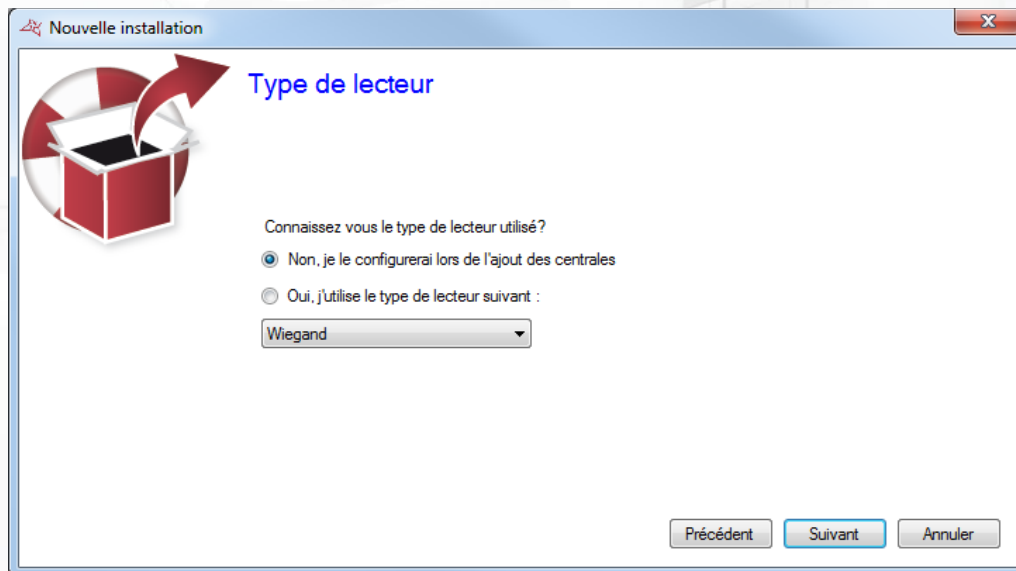 Nouvelle installation
Type de lecteur
Connaissez vous le type de lecteur utilisé?
Non, je le configurerai lors de l'ajout des centrales
Oui, j'utilise le type de lecteur suivant :
Wiegand
Précédent Suivant Annuler